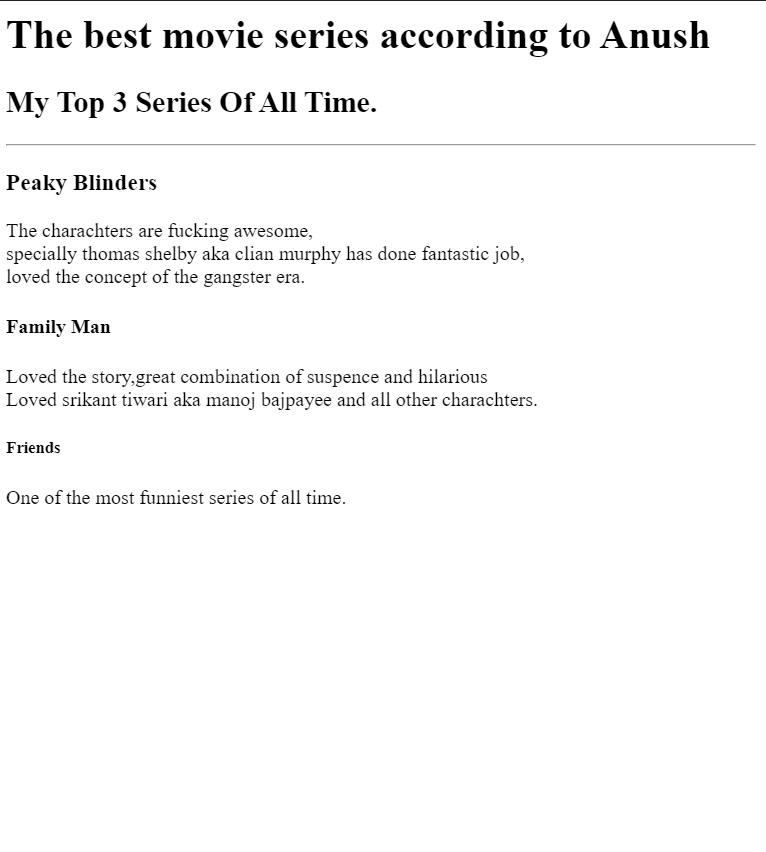 The best movie series according to Anush
My Top 3 Series Of All Time.
Peaky Blinders
The charachters are fucking awesome,
specially thomas shelby aka clian murphy has done fantastic job,
loved the concept of the gangster era.
Family Man
Loved the story,great combination of suspence and hilarious
Loved srikant tiwari aka manoj bajpayee and all other charachters.
Friends
One of the most funniest series of all time.